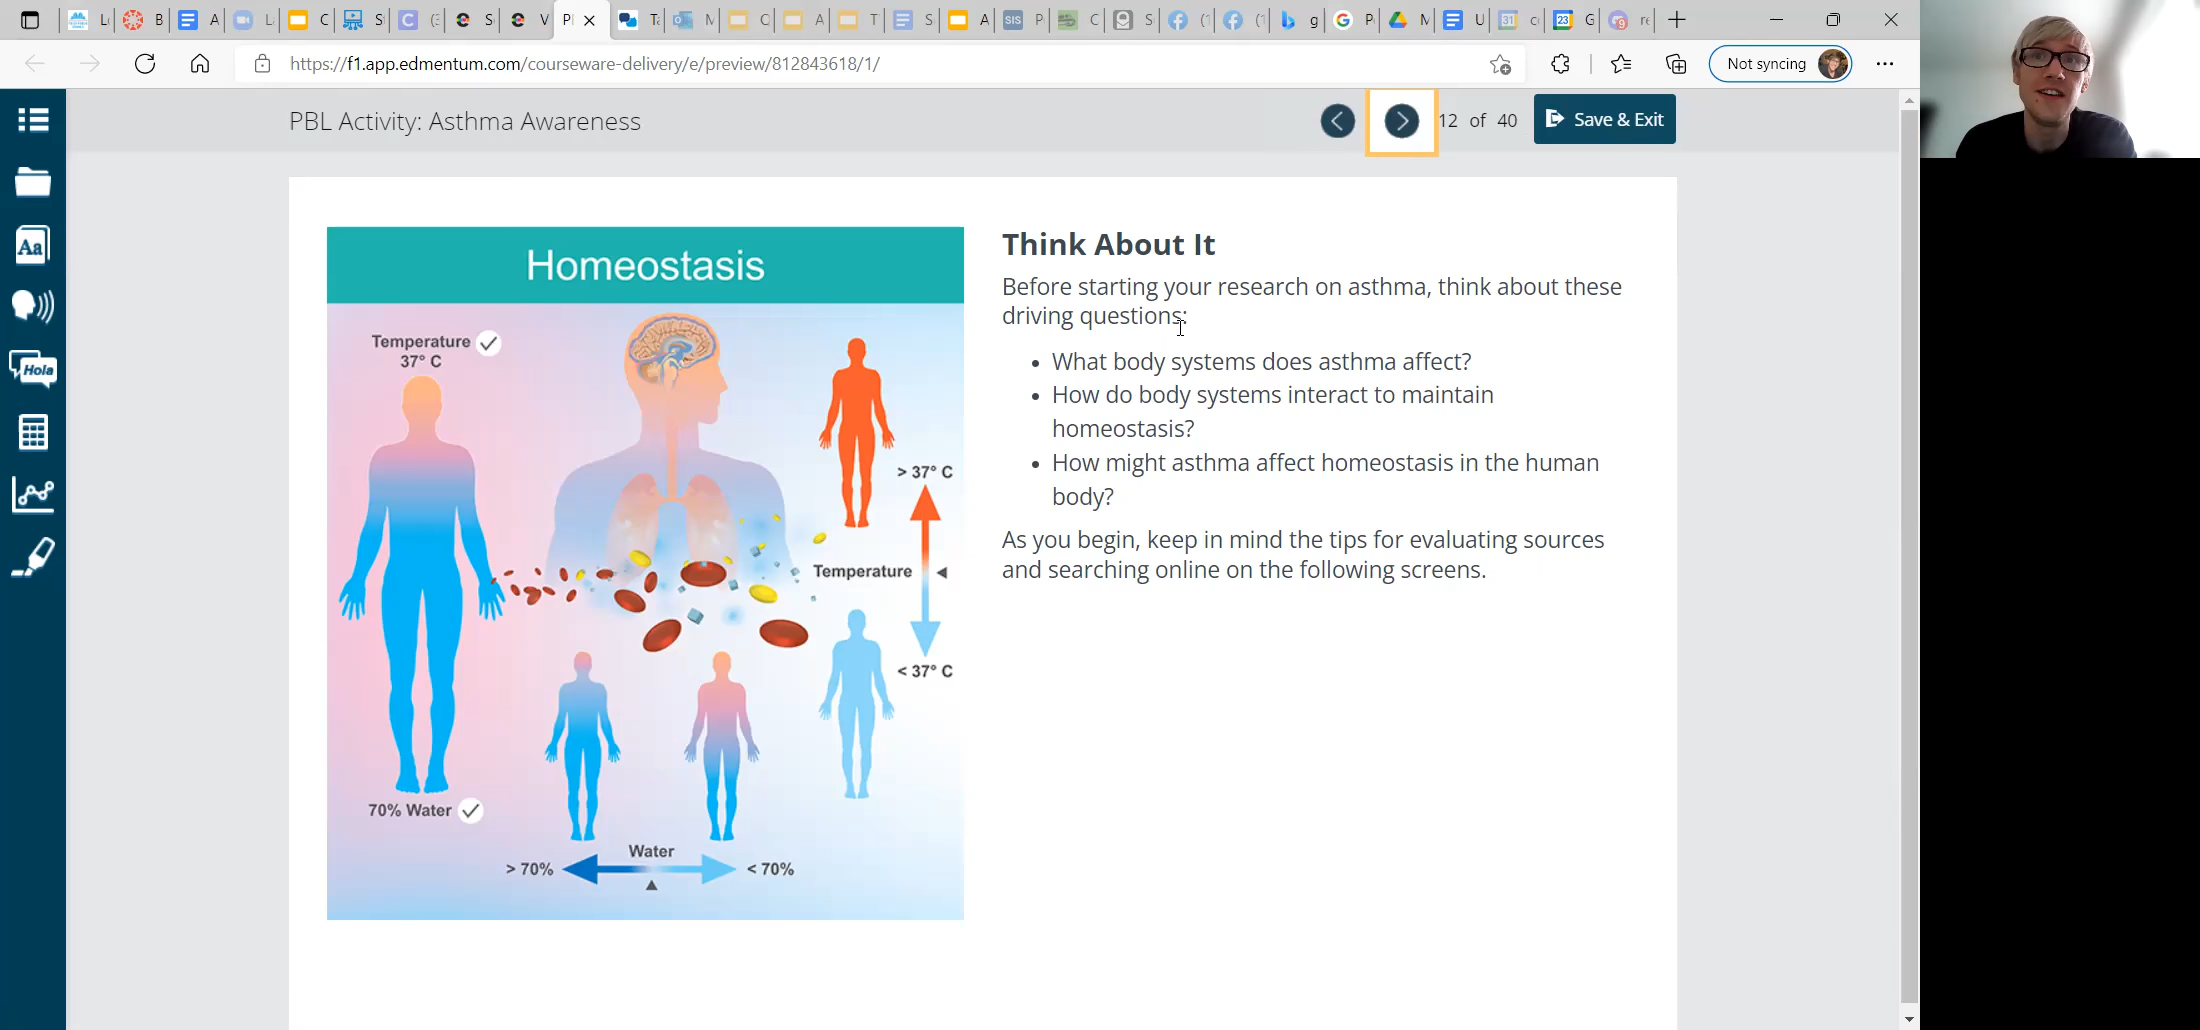 https://f1.app.edmentum.com/courseware-delivery/e/preview/812843618/1/
Not syncing
PBL Activity: Asthma Awareness
12 of 40
Save & Exit
Aa
Hola
Homeostasis
Temperature
37° C
> 37° C
Temperature
< 37° C
70% Water
Water
> 70%
< 70%
Think About It
Before starting your research on asthma, think about these
driving questions:
• What body systems does asthma affect?
• How do body systems interact to maintain
homeostasis?
• How might asthma affect homeostasis in the human
body?
As you begin, keep in mind the tips for evaluating sources
and searching online on the following screens.